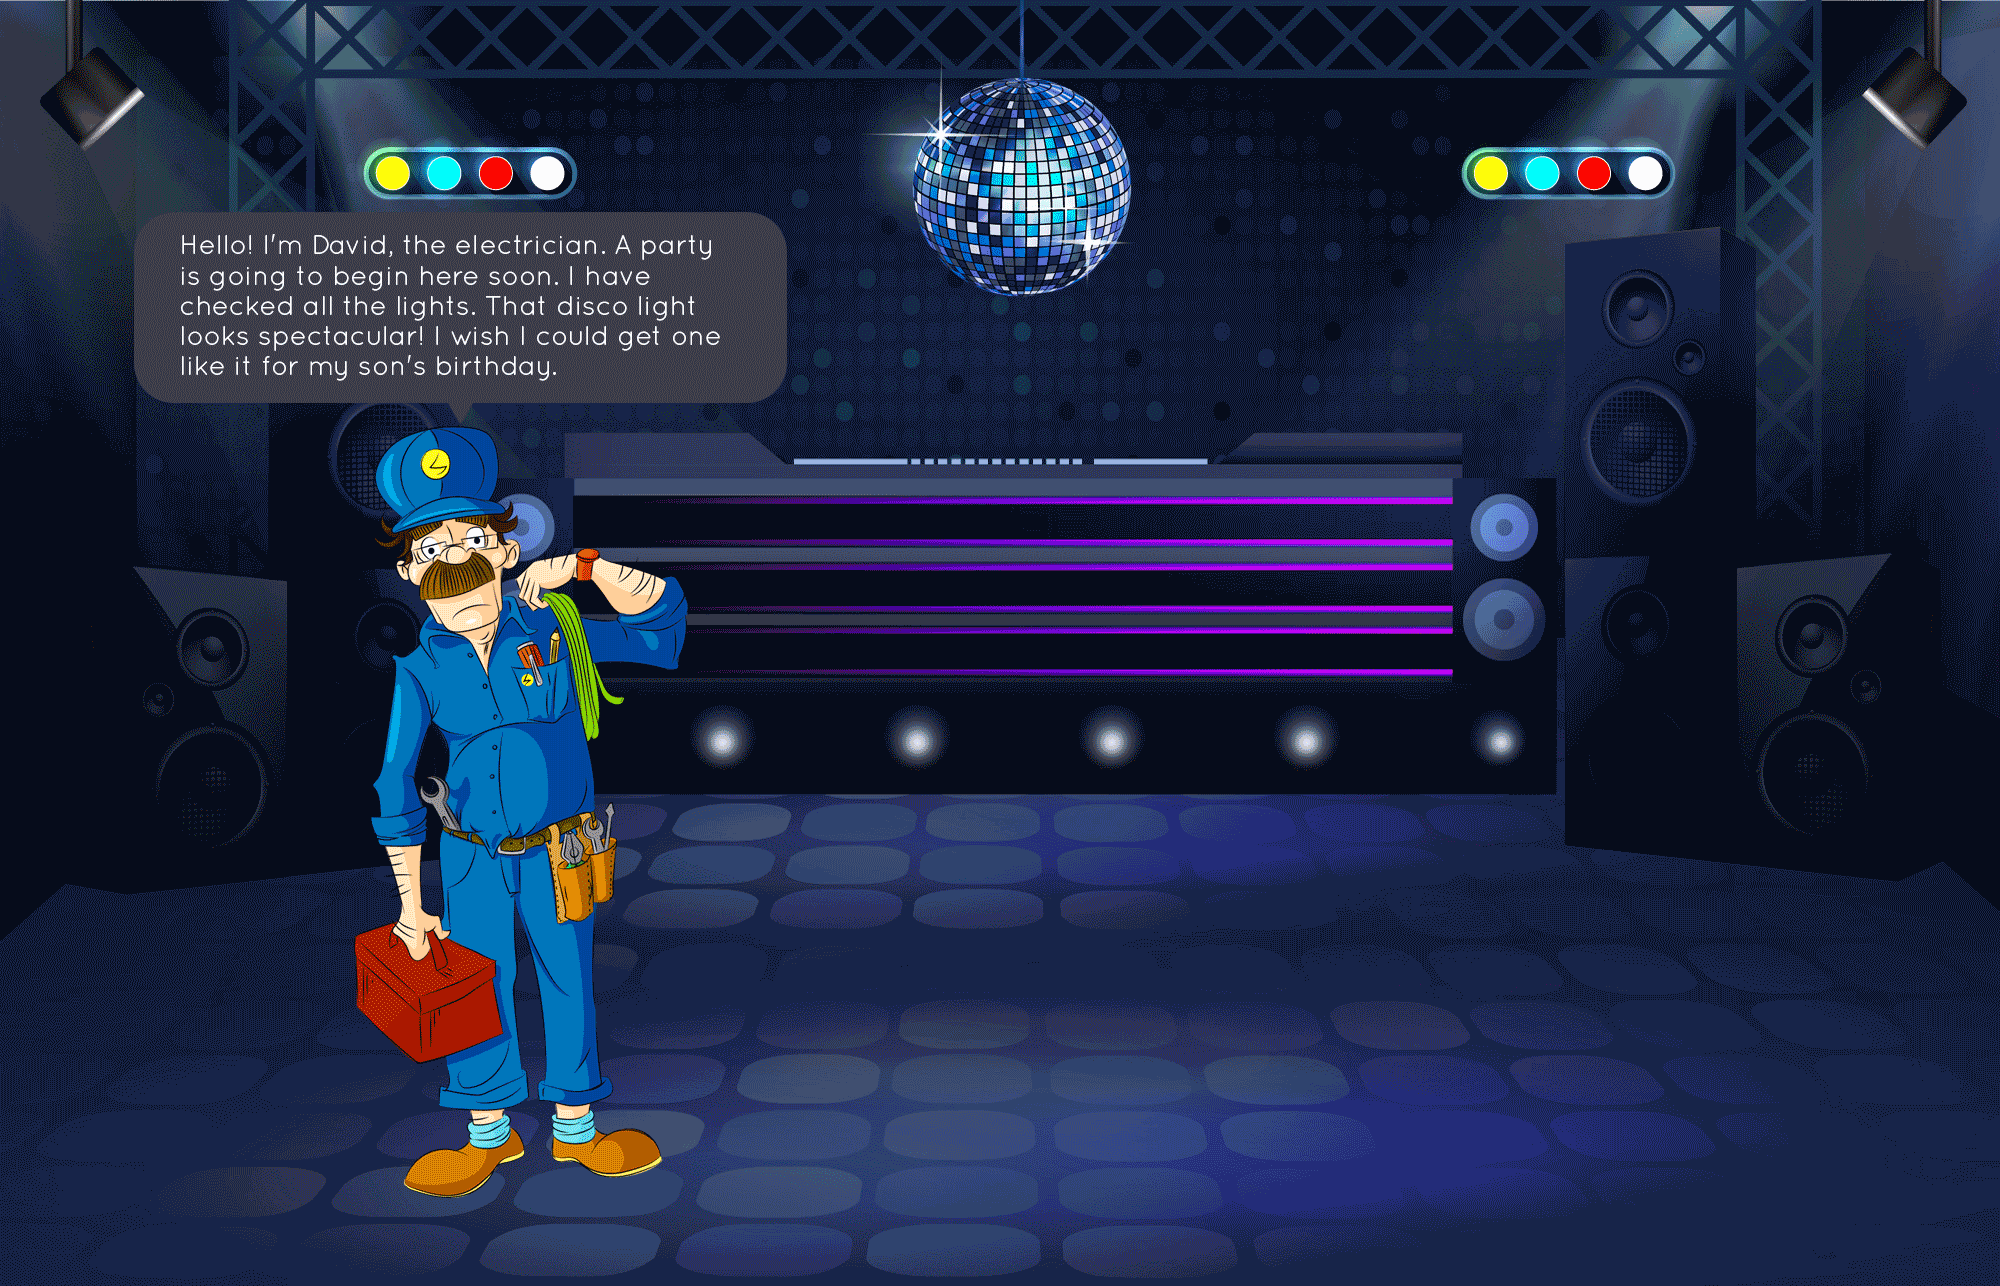 Hello! I'm David, the electrician. A party
is going to begin here soon. I have
checked all the lights. That disco light
looks spectacular! I wish I could get one
like it for my son's birthday.